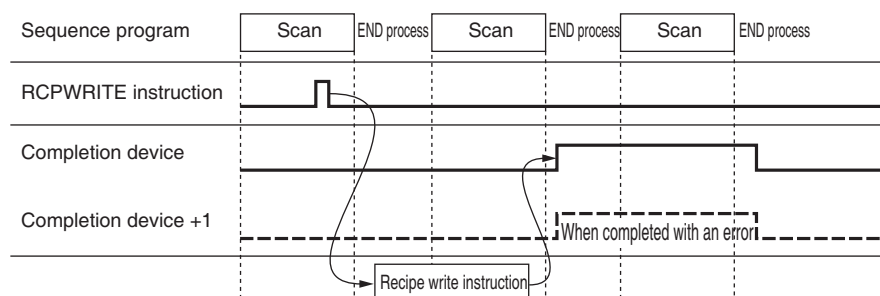 Sequence program Scan END process Scan END process Scan END process
RCPWRITE instruction
Completion device
Completion device +1 When completed with an error
Recipe write instruction